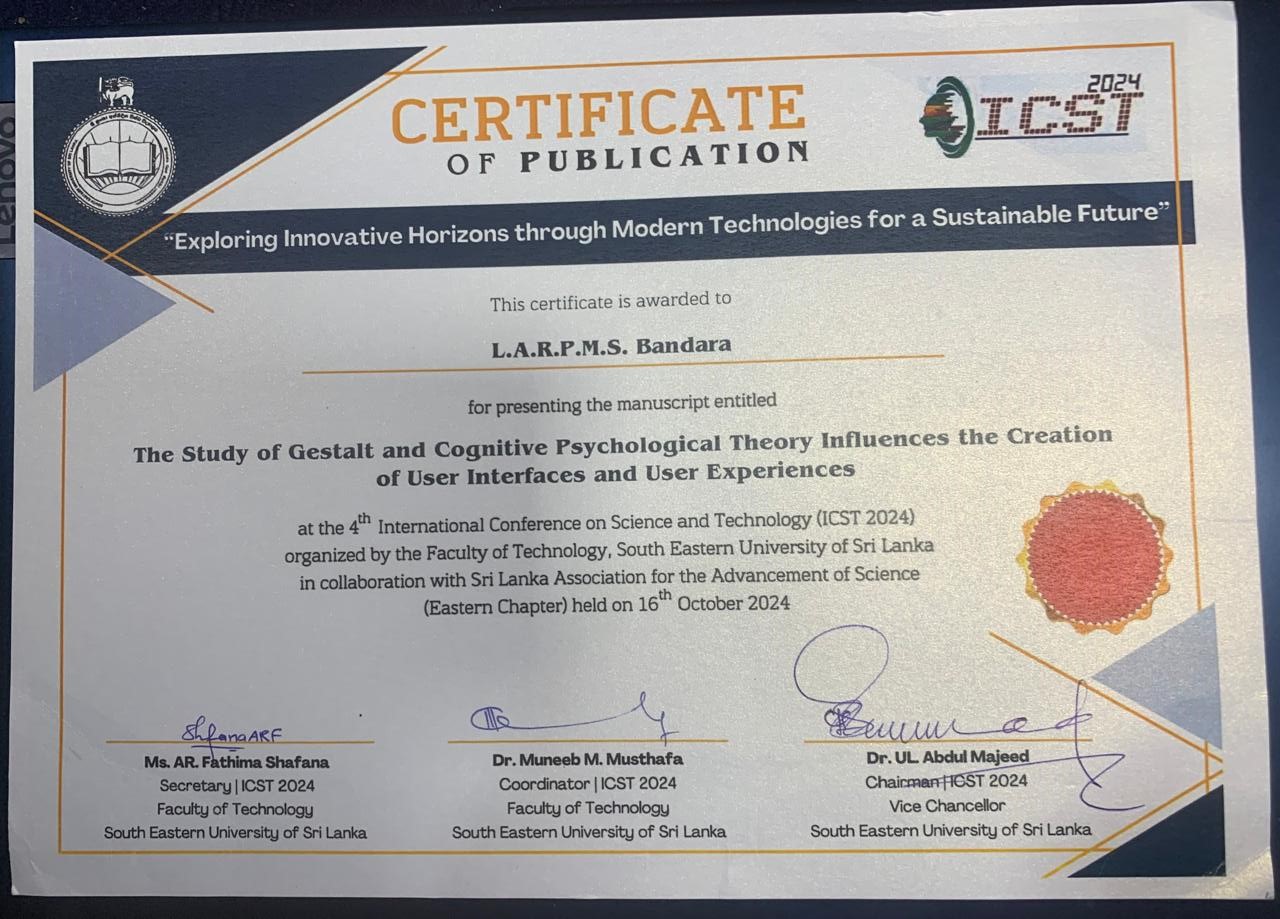 CERTIFICATE
OF PUBLICATION
2024
ICST
Lenovo
“Exploring Innovative Horizons through Modern Technologies for a Sustainable Future”
This certificate is awarded to
L.A.R.P.M.S. Bandara
for presenting the manuscript entitled
The Study of Gestalt and Cognitive Psychological Theory Influences the Creation
of User Interfaces and User Experiences
at the 4th International Conference on Science and Technology (ICST 2024)
organized by the Faculty of Technology, South Eastern University of Sri Lanka
in collaboration with Sri Lanka Association for the Advancement of Science
(Eastern Chapter) held on 16th October 2024
ShfanaARF
Ms. AR. Fathima Shafana
Secretary | ICST 2024
Faculty of Technology
South Eastern University of Sri Lanka
Dr. Muneeb M. Musthafa
Coordinator | ICST 2024
Faculty of Technology
South Eastern University of Sri Lanka
Dr. UL. Abdul Majeed
Chairman | ICST 2024
Vice Chancellor
South Eastern University of Sri Lanka